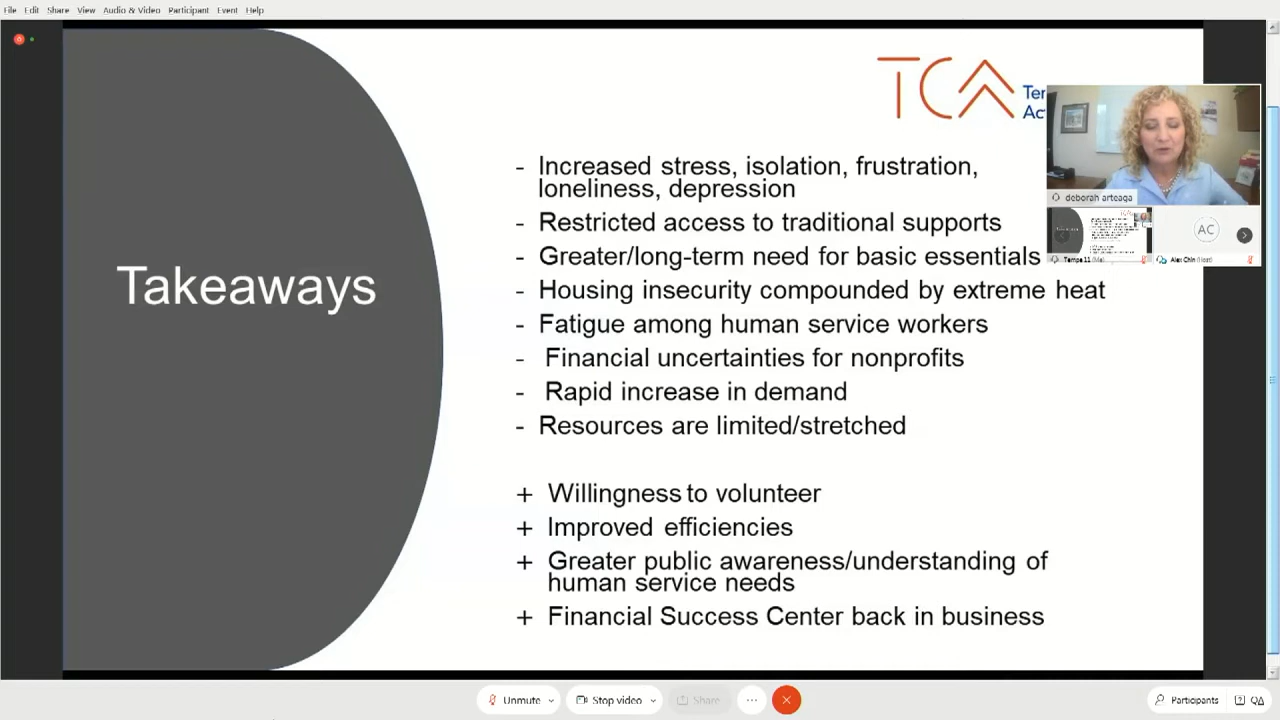 File Edit Share View Audio & Video Participant Event Help
TCA
Takeaways
- Increased stress, isolation, frustration,
loneliness, depression
- Restricted access to traditional supports
- Greater/long-term need for basic essentials
- Housing insecurity compounded by extreme heat
- Fatigue among human service workers
- Financial uncertainties for nonprofits
- Rapid increase in demand
- Resources are limited/stretched
+ Willingness to volunteer
+ Improved efficiencies
+ Greater public awareness/understanding of
human service needs
+ Financial Success Center back in business
deborah arteaga
AC
Alex Chin (Host)
Unmute
Stop video
Share
Participants
QA